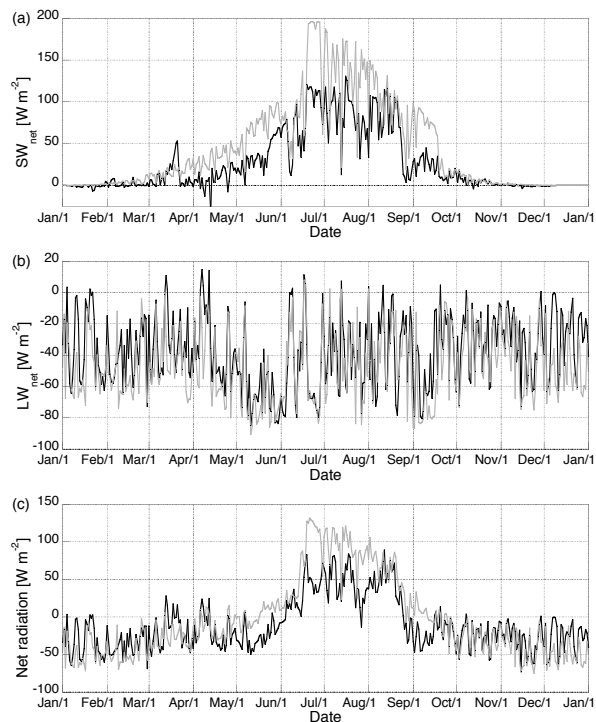 (a)
200
150
100
50
0
SW_net [W m⁻²]
Jan/1 Feb/1 Mar/1 Apr/1 May/1 Jun/1 Jul/1 Aug/1 Sep/1 Oct/1 Nov/1 Dec/1 Jan/1
Date
(b)
20
0
-20
-40
-60
-80
-100
LW_net [W m⁻²]
Jan/1 Feb/1 Mar/1 Apr/1 May/1 Jun/1 Jul/1 Aug/1 Sep/1 Oct/1 Nov/1 Dec/1 Jan/1
Date
(c)
150
100
50
0
-50
-100
Net radiation [W m⁻²]
Jan/1 Feb/1 Mar/1 Apr/1 May/1 Jun/1 Jul/1 Aug/1 Sep/1 Oct/1 Nov/1 Dec/1 Jan/1
Date